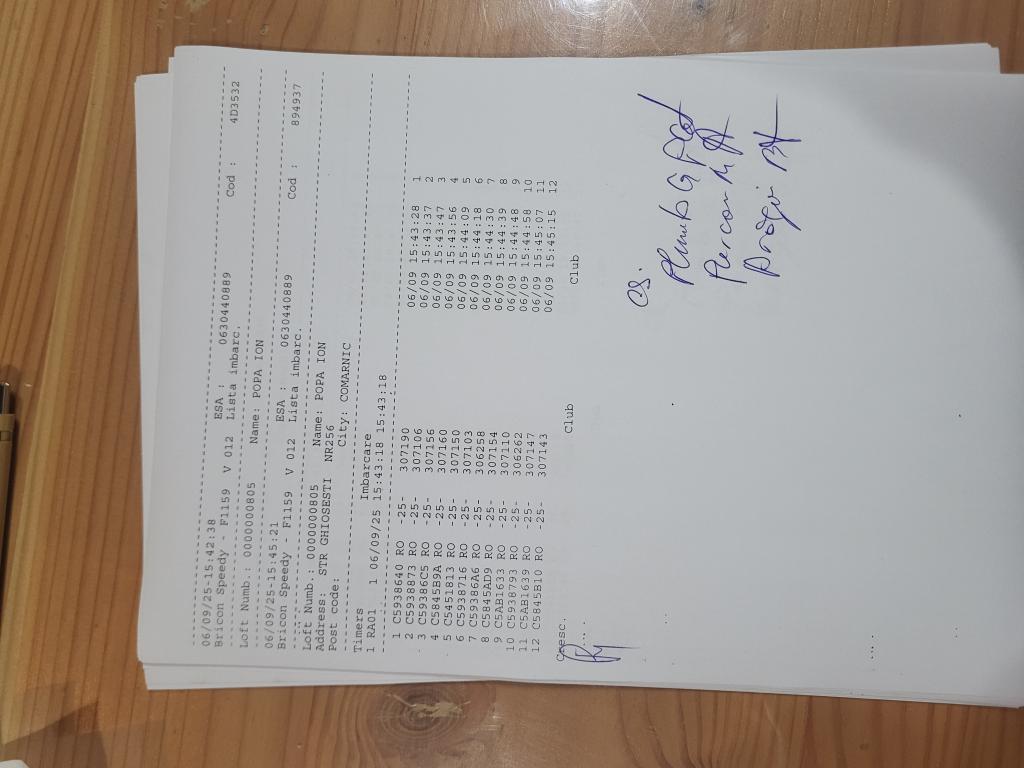 06/09/25-15:42:38
Bricon Speedy - F1159 V 012 ESA : 0630440889
Lista imbarc. Cod : 4D3532
--------------------------------------------------------------------------------
Loft Numb.: 0000000805 Name: POPA ION
--------------------------------------------------------------------------------
06/09/25-15:45:21
Bricon Speedy - F1159 V 012 ESA : 0630440889
Lista imbarc. Cod : 894937
--------------------------------------------------------------------------------
Loft Numb.: 0000000805 Name: POPA ION
Address: STR GHIOSESTI NR256
Post code: City: COMARNIC
--------------------------------------------------------------------------------
Timers Imbarcare
1 RA01 1 06/09/25 15:43:18 15:43:18
--------------------------------------------------------------------------------
1 C5938640 RO -25- 307190 06/09 15:43:28 1
2 C5938873 RO -25- 307106 06/09 15:43:37 2
3 C59386C5 RO -25- 307156 06/09 15:43:47 3
4 C5845B9A RO -25- 307160 06/09 15:43:56 4
5 C5451813 RO -25- 307150 06/09 15:44:09 5
6 C5938716 RO -25- 307103 06/09 15:44:18 6
7 C59386A6 RO -25- 306258 06/09 15:44:30 7
8 C5845AD9 RO -25- 307154 06/09 15:44:39 8
9 C5AB1633 RO -25- 307110 06/09 15:44:48 9
10 C5938793 RO -25- 306262 06/09 15:44:58 10
11 C5AB1639 RO -25- 307147 06/09 15:45:07 11
12 C5845B10 RO -25- 307143 06/09 15:45:15 12
Cresc. Club Club
CS.